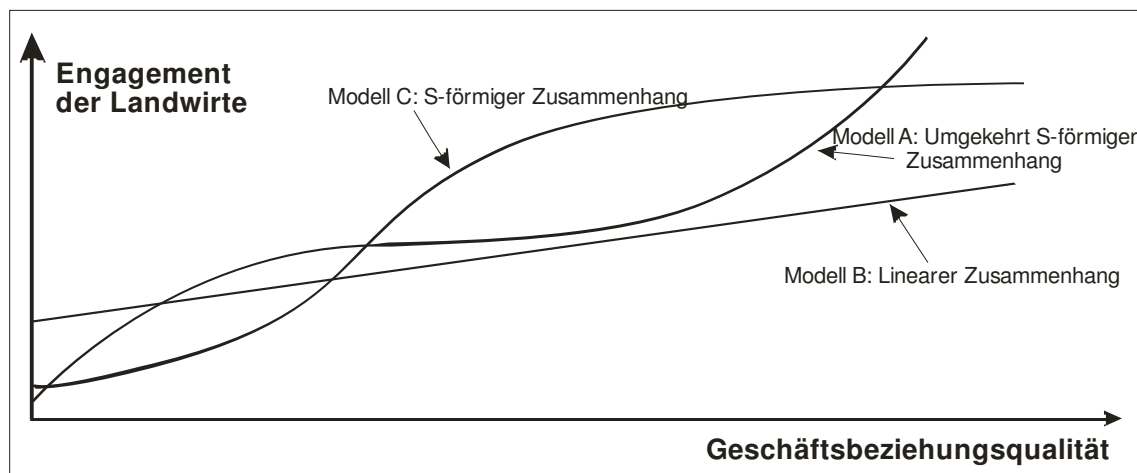 Engagement
der Landwirte
Modell C: S-förmiger Zusammenhang
Modell A: Umgekehrt S-förmiger
Zusammenhang
Modell B: Linearer Zusammenhang
Geschäftsbeziehungsqualität